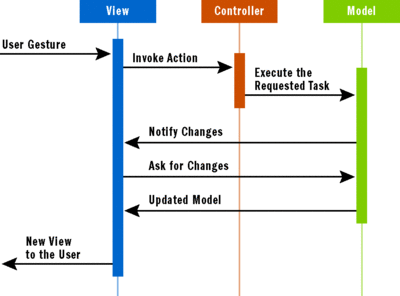 View
Controller
Model
User Gesture
Invoke Action
Execute the
Requested Task
Notify Changes
Ask for Changes
Updated Model
New View
to the User